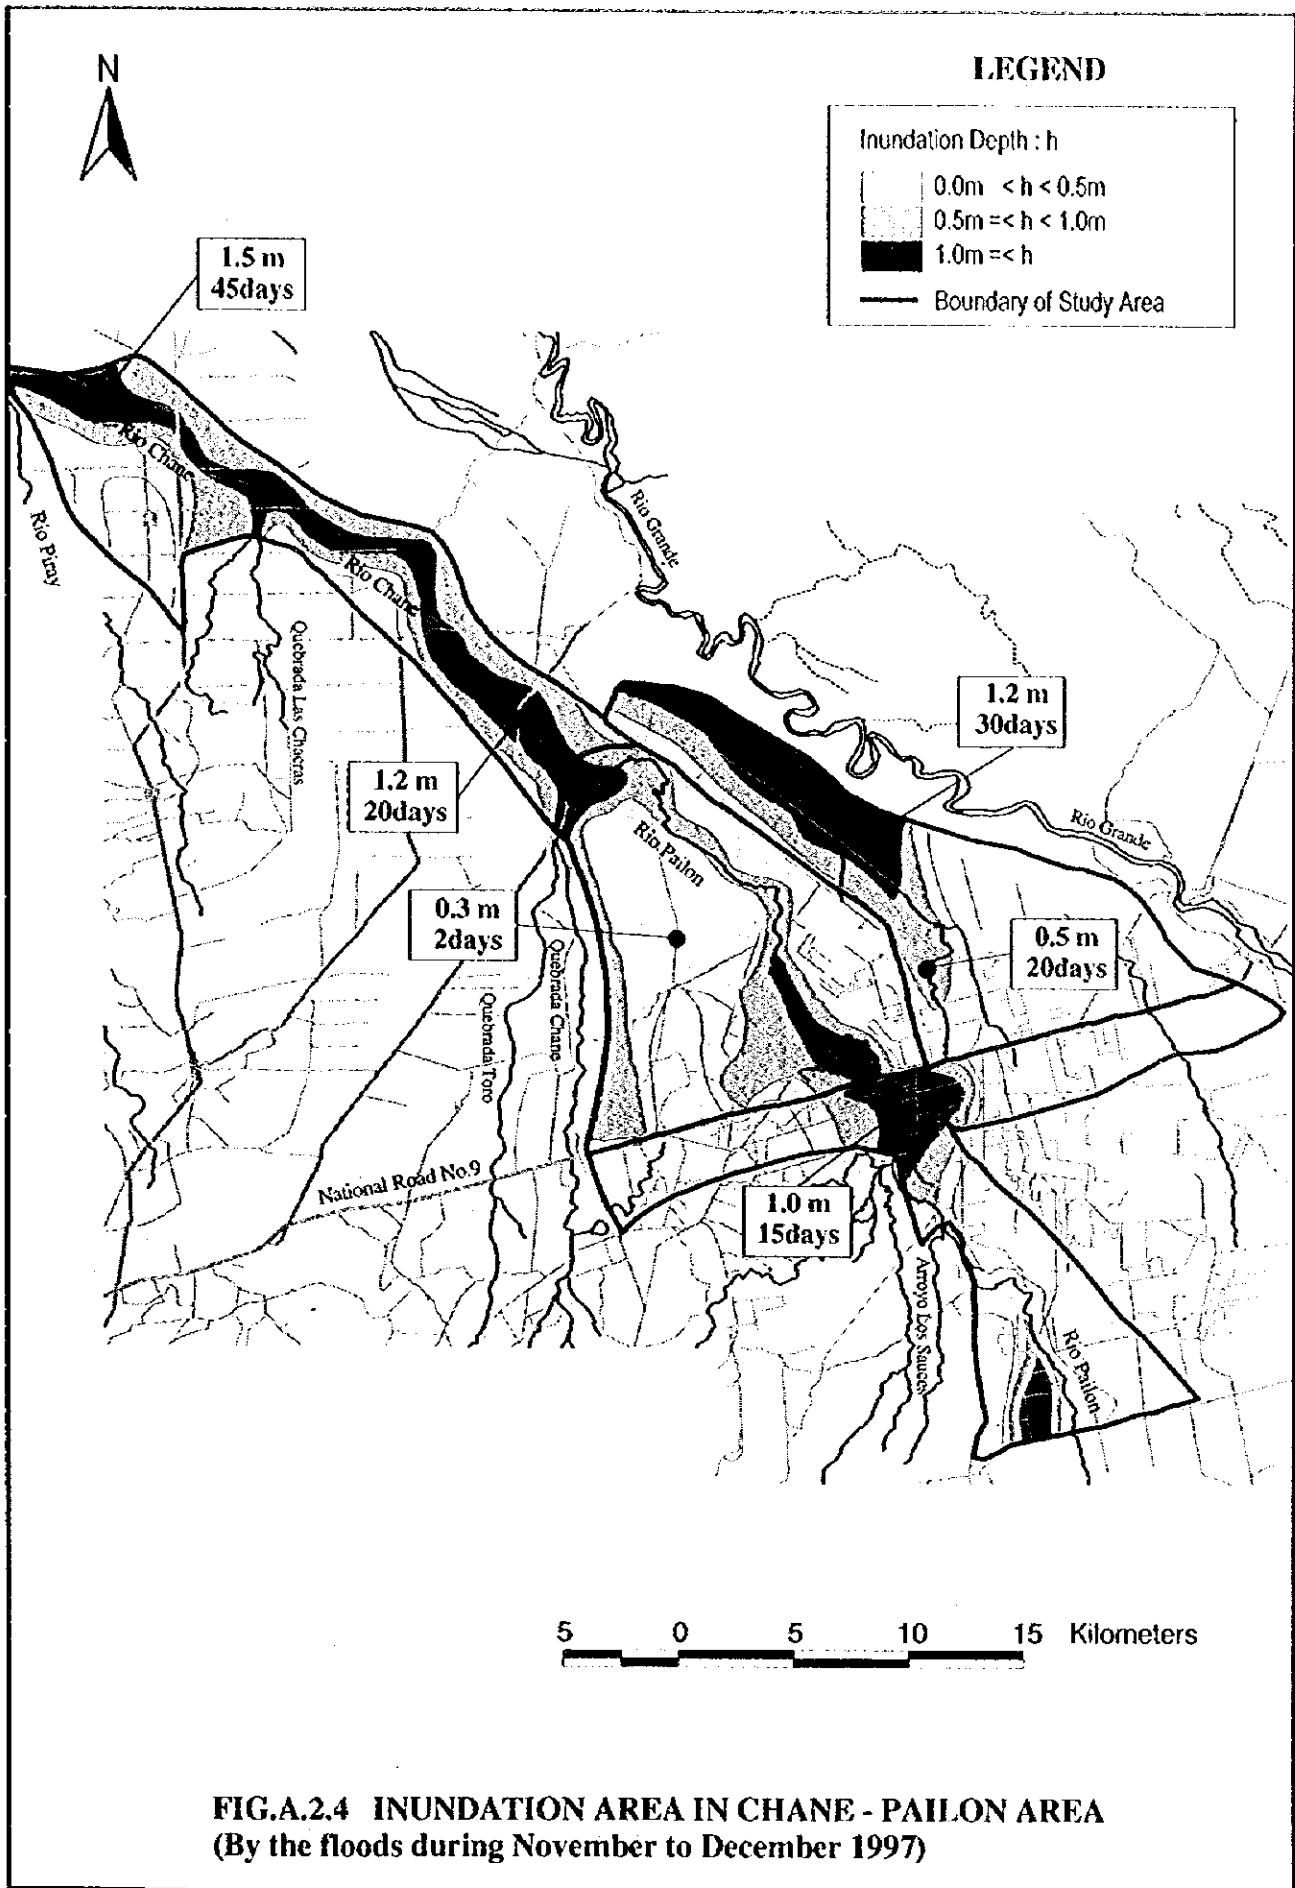 N
LEGEND
Inundation Depth : h
0.0m < h < 0.5m
0.5m =< h < 1.0m
1.0m =< h
Boundary of Study Area
1.5 m
45days
Rio Chane
Rio Piray
Rio Grande
Rio Chane
Quebrada Las Chacras
1.2 m
30days
1.2 m
20days
Rio Grande
Rio Pailon
0.3 m
2days
0.5 m
20days
Quebrada Chane
Quebrada Toro
National Road No.9
1.0 m
15days
Arroyo Los Sauces
Rio Pailon
5 0 5 10 15 Kilometers
FIG.A.2.4 INUNDATION AREA IN CHANE - PAILON AREA
(By the floods during November to December 1997)